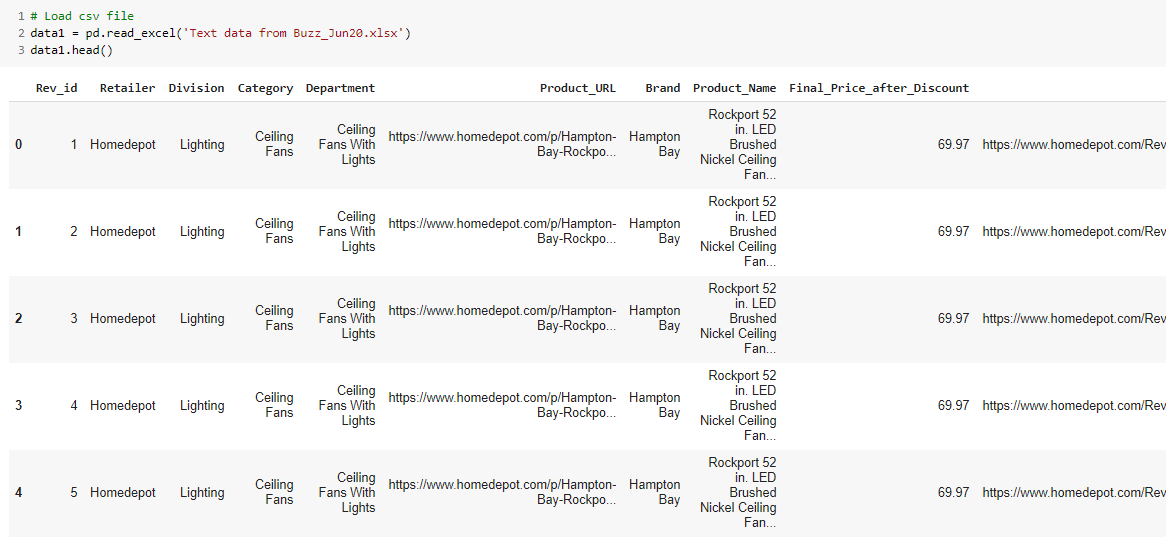 1 # Load csv file
2 data1 = pd.read_excel('Text data from Buzz_Jun20.xlsx')
3 data1.head()
Rev_id Retailer Division Category Department Product_URL Brand Product_Name Final_Price_after_Discount
0 1 Homedepot Lighting Ceiling Fans Ceiling Fans With Lights https://www.homedepot.com/p/Hampton-Bay-Rockpo... Hampton Bay Rockport 52 in. LED Brushed Nickel Ceiling Fan... 69.97 https://www.homedepot.com/Rev
1 2 Homedepot Lighting Ceiling Fans Ceiling Fans With Lights https://www.homedepot.com/p/Hampton-Bay-Rockpo... Hampton Bay Rockport 52 in. LED Brushed Nickel Ceiling Fan... 69.97 https://www.homedepot.com/Rev
2 3 Homedepot Lighting Ceiling Fans Ceiling Fans With Lights https://www.homedepot.com/p/Hampton-Bay-Rockpo... Hampton Bay Rockport 52 in. LED Brushed Nickel Ceiling Fan... 69.97 https://www.homedepot.com/Rev
3 4 Homedepot Lighting Ceiling Fans Ceiling Fans With Lights https://www.homedepot.com/p/Hampton-Bay-Rockpo... Hampton Bay Rockport 52 in. LED Brushed Nickel Ceiling Fan... 69.97 https://www.homedepot.com/Rev
4 5 Homedepot Lighting Ceiling Fans Ceiling Fans With Lights https://www.homedepot.com/p/Hampton-Bay-Rockpo... Hampton Bay Rockport 52 in. LED Brushed Nickel Ceiling Fan... 69.97 https://www.homedepot.com/Rev